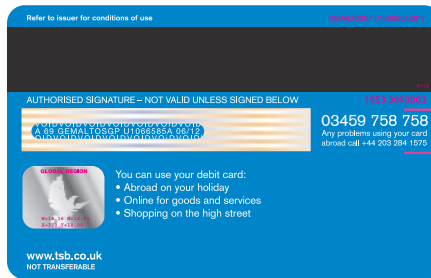 Refer to issuer for conditions of use
AUTHORISED SIGNATURE – NOT VALID UNLESS SIGNED BELOW
VOIDVOIDVOIDVOIDVOIDVOIDVOID
A 69 GEMALTOSGP U1066585A 06/12
03459 758 758
Any problems using your card
abroad call +44 203 284 1575
GLOBAL REGION
You can use your debit card:
• Abroad on your holiday
• Online for goods and services
• Shopping on the high street
www.tsb.co.uk
NOT TRANSFERABLE